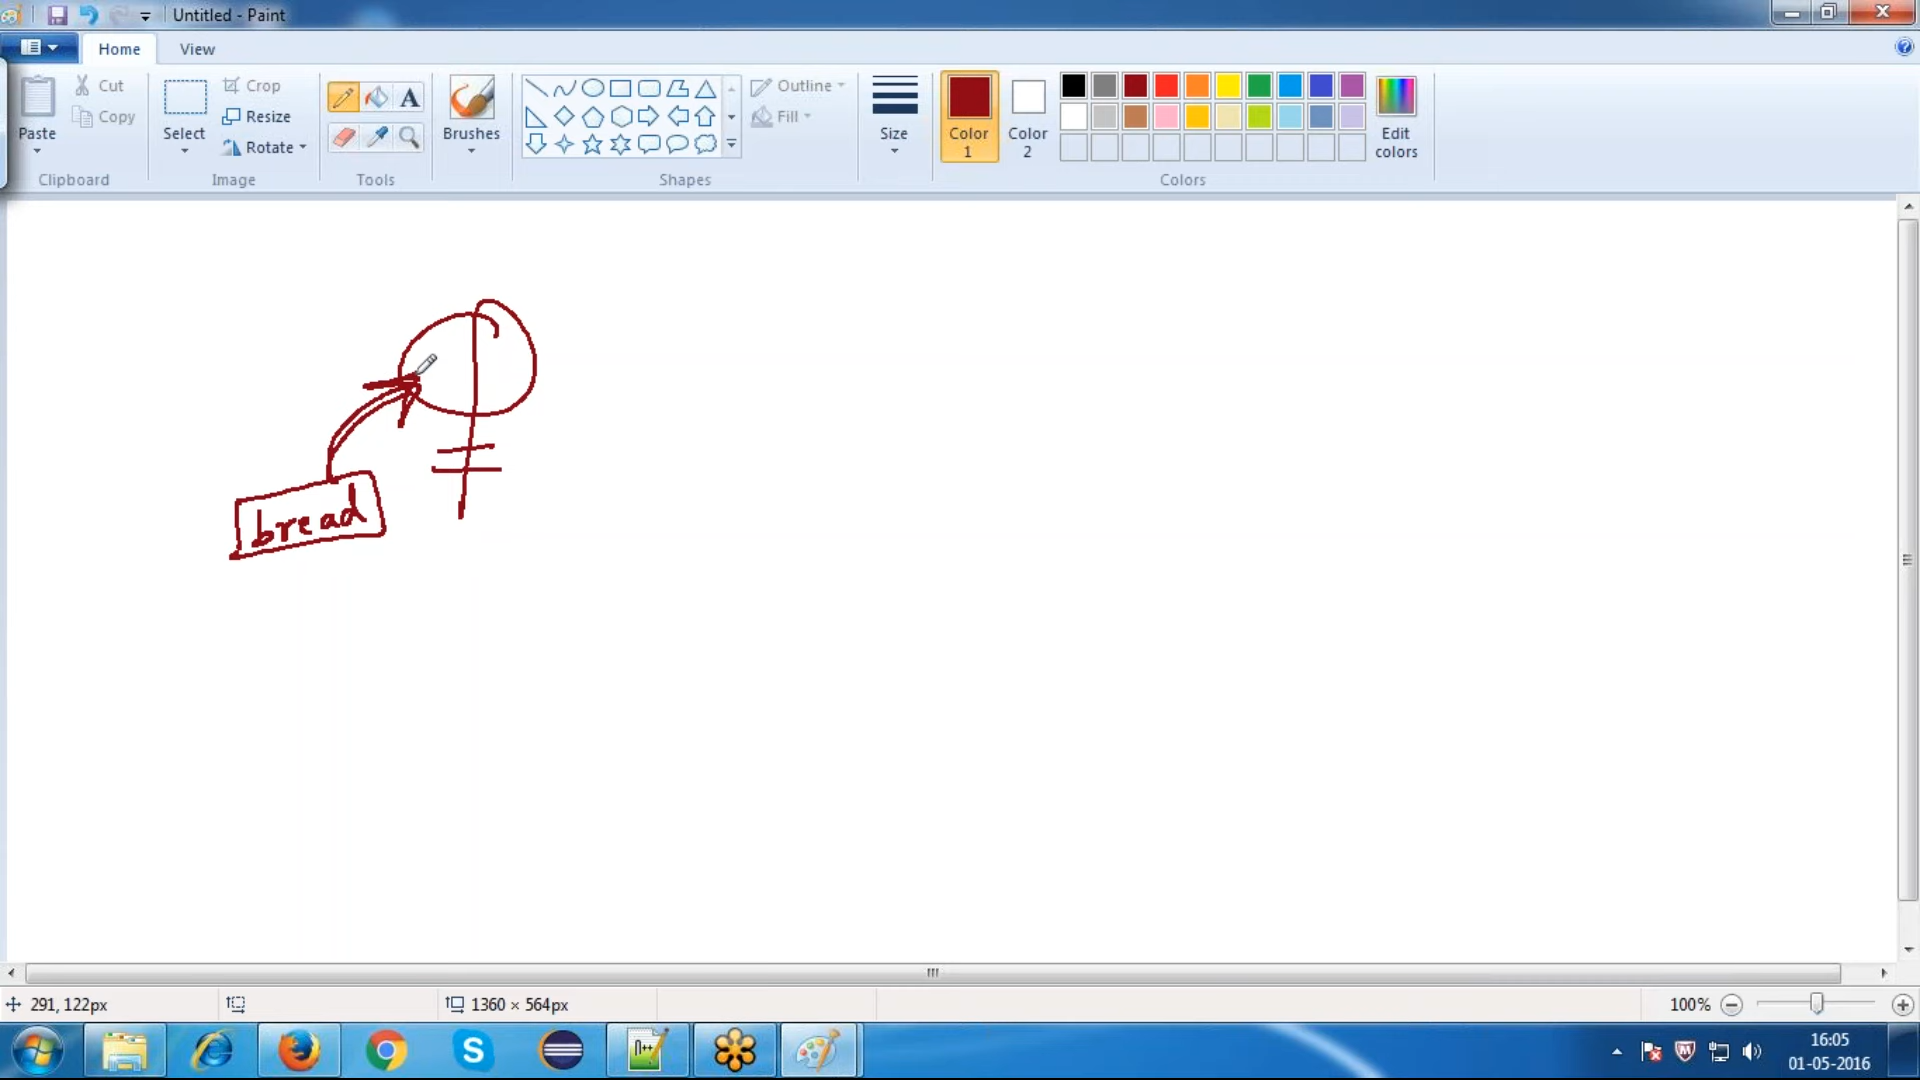 Untitled - Paint
Home View
Paste
Cut
Copy
Clipboard
Select
Crop
Resize
Rotate
Image
A
Tools
Brushes
Shapes
Outline
Fill
Size
Color 1
Color 2
Edit colors
Colors
bread
291, 122px
1360 × 564px
100%
16:05
01-05-2016